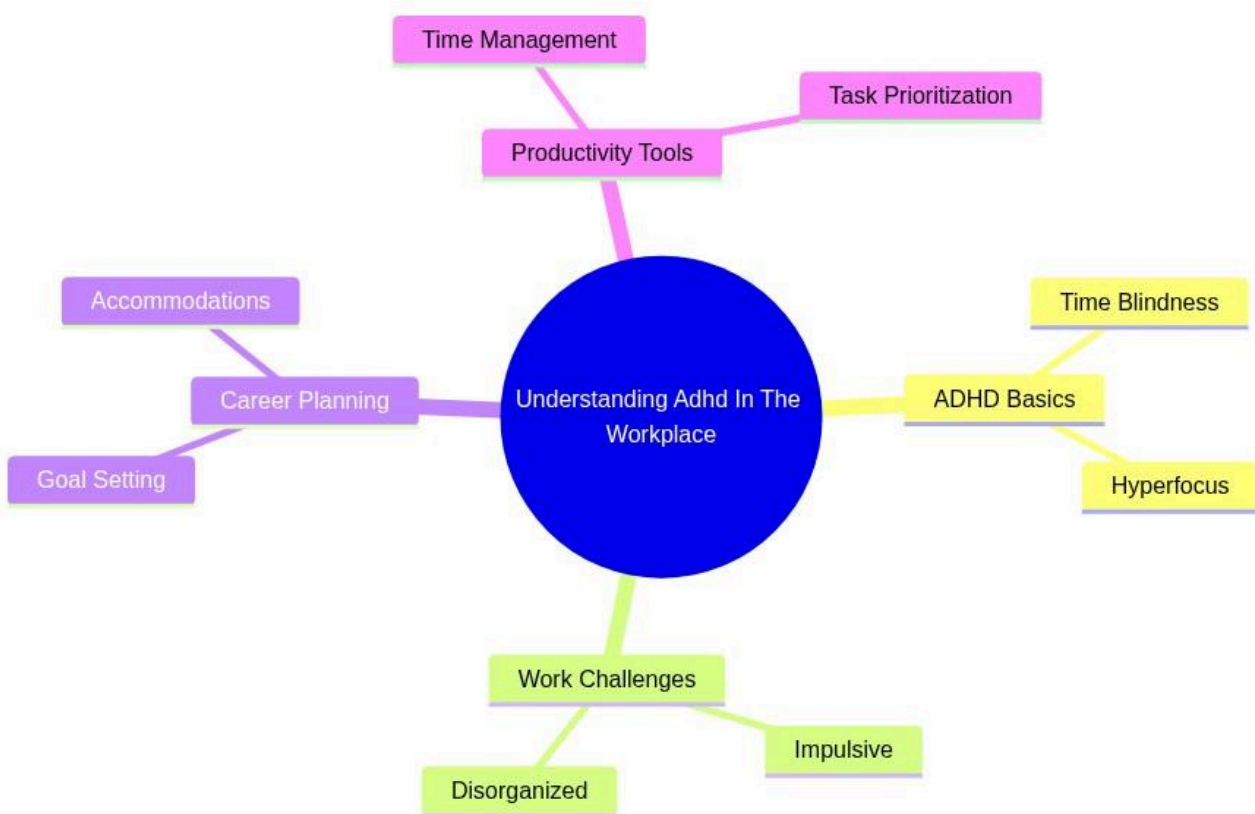 Time Management
Task Prioritization
Productivity Tools
Accommodations
Time Blindness
Career Planning
Understanding Adhd In The
Workplace
ADHD Basics
Goal Setting
Hyperfocus
Work Challenges
Impulsive
Disorganized